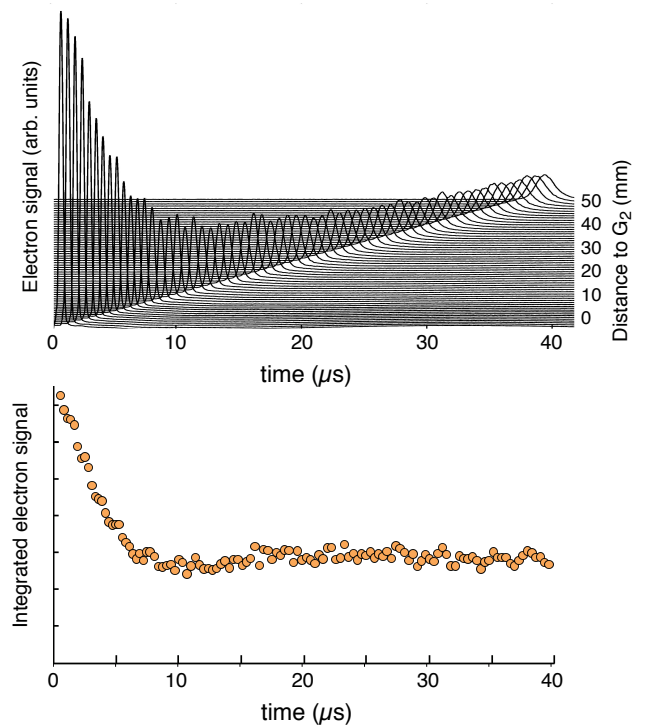 Electron signal (arb. units)
50
40
30
20
10
0
Distance to G2 (mm)
0 10 20 30 40
time (µs)
Integrated electron signal
0 10 20 30 40
time (µs)